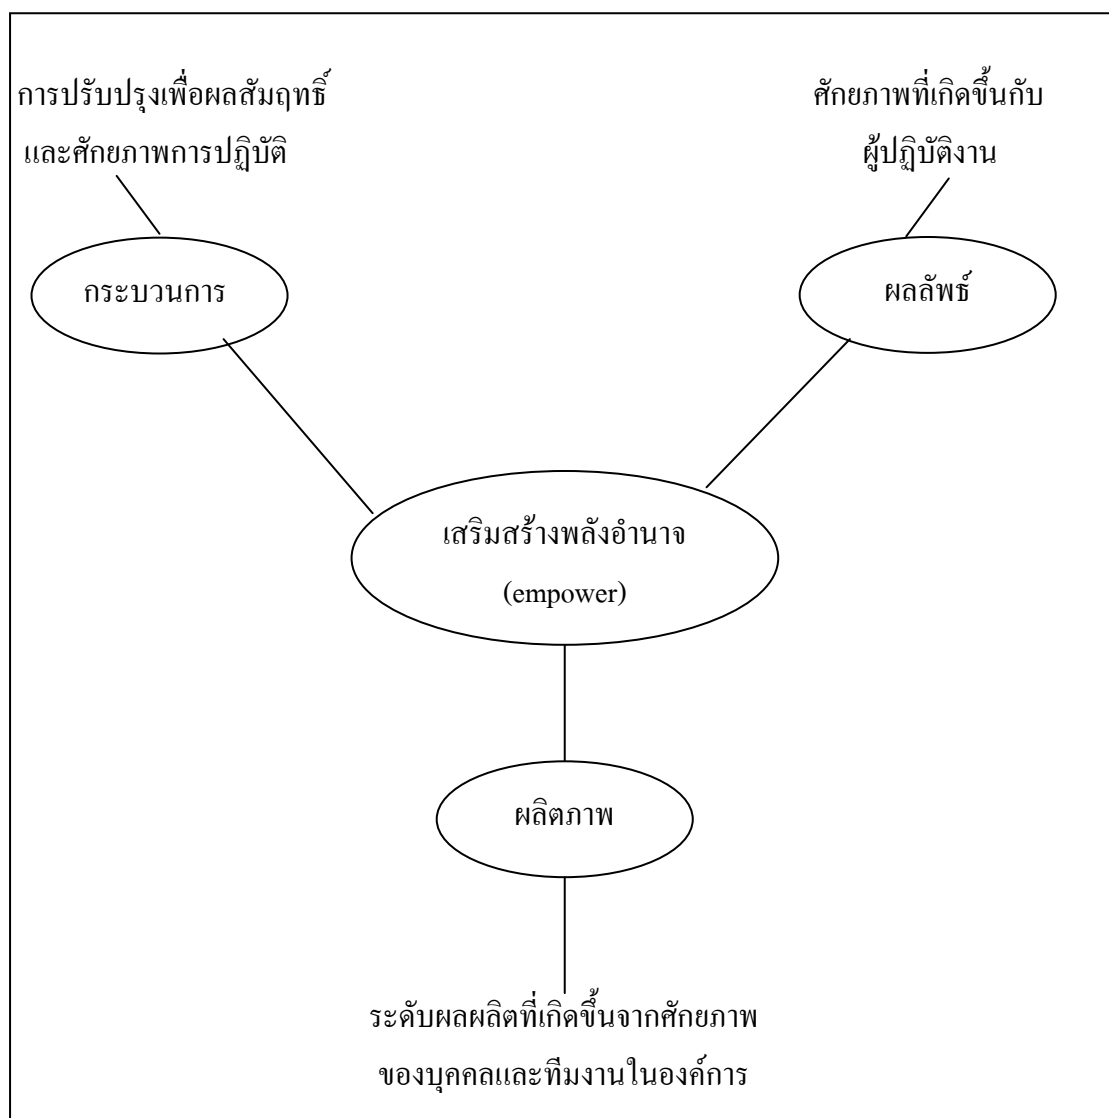 การปรับปรุงเพื่อผลสัมฤทธิ์
และศักยภาพการปฏิบัติ
ศักยภาพที่เกิดขึ้นกับ
ผู้ปฏิบัติงาน
กระบวนการ
ผลลัพธ์
เสริมสร้างพลังอำนาจ
(empower)
ผลิตภาพ
ระดับผลผลิตที่เกิดขึ้นจากศักยภาพ
ของบุคคลและทีมงานในองค์การ